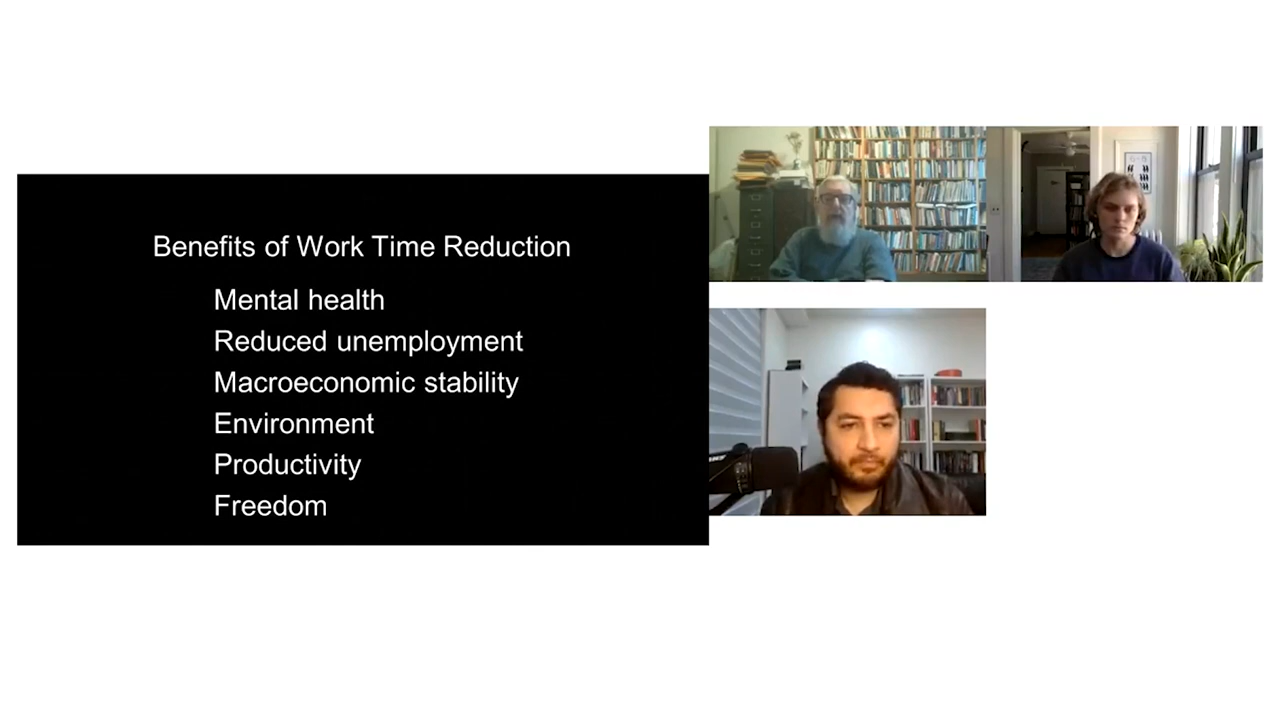 Benefits of Work Time Reduction
Mental health
Reduced unemployment
Macroeconomic stability
Environment
Productivity
Freedom